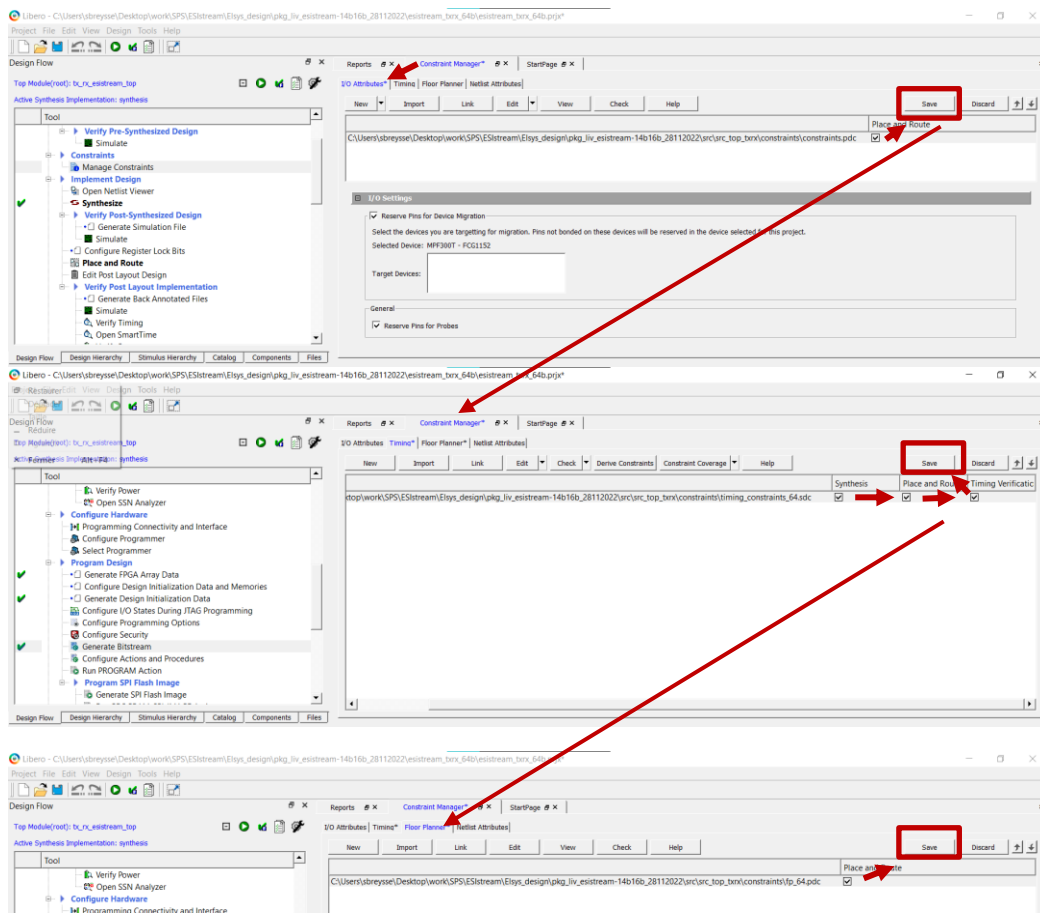 Libero - C:\Users\sbreysse\Desktop\work\SPS\ESIstream\Elsys_design\pkg_liv_esistream-14b16b_28112022\esistream_txrx_64b\esistream_txrx_64b.prjx*
Project File Edit View Design Tools Help
Design Flow
Reports Constraint Manager* StartPage
Top Module(root): tx_rx_esistream_top
I/O Attributes* Timing Floor Planner Netlist Attributes
Active Synthesis Implementation: synthesis
New Import Link Edit View Check Help Save Discard
Tool
Place and Route
C:\Users\sbreysse\Desktop\work\SPS\ESIstream\Elsys_design\pkg_liv_esistream-14b16b_28112022\src\src_top_txrx\constraints\constraints.pdc
Verify Pre-Synthesized Design
Simulate
Constraints
Manage Constraints
Implement Design
Open Netlist Viewer
Synthesize
Verify Post-Synthesized Design
Generate Simulation File
Simulate
Configure Register Lock Bits
Place and Route
Edit Post Layout Design
Verify Post Layout Implementation
Generate Back Annotated Files
Simulate
Verify Timing
Open SmartTime
I/O Settings
Reserve Pins for Device Migration
Select the devices you are targetting for migration. Pins not bonded on these devices will be reserved in the device selected for this project.
Selected Device: MPF300T - FCG1152
Target Devices:
General
Reserve Pins for Probes
Design Flow Design Hierarchy Stimulus Hierarchy Catalog Components Files
Libero - C:\Users\sbreysse\Desktop\work\SPS\ESIstream\Elsys_design\pkg_liv_esistream-14b16b_28112022\esistream_txrx_64b\esistream_txrx_64b.prjx*
Restaurer Edit View Design Tools Help
Design Flow
Réduire
Reports Constraint Manager* StartPage
Top Module(root): tx_rx_esistream_top
I/O Attributes Timing* Floor Planner* Netlist Attributes
Fermer Alt+F4 synthesis
New Import Link Edit Check Derive Constraints Constraint Coverage Help Save Discard
Tool
Synthesis Place and Route Timing Verificatic
ktop\work\SPS\ESIstream\Elsys_design\pkg_liv_esistream-14b16b_28112022\src\src_top_txrx\constraints\timing_constraints_64.sdc
Verify Power
Open SSN Analyzer
Configure Hardware
Programming Connectivity and Interface
Configure Programmer
Select Programmer
Program Design
Generate FPGA Array Data
Configure Design Initialization Data and Memories
Generate Design Initialization Data
Configure I/O States During JTAG Programming
Configure Programming Options
Configure Security
Generate Bitstream
Configure Actions and Procedures
Run PROGRAM Action
Program SPI Flash Image
Generate SPI Flash Image
Design Flow Design Hierarchy Stimulus Hierarchy Catalog Components Files
Libero - C:\Users\sbreysse\Desktop\work\SPS\ESIstream\Elsys_design\pkg_liv_esistream-14b16b_28112022\esistream_txrx_64b\esistream_txrx_64b.prjx*
Project File Edit View Design Tools Help
Design Flow
Reports Constraint Manager* StartPage
Top Module(root): tx_rx_esistream_top
I/O Attributes Timing* Floor Planner* Netlist Attributes
Active Synthesis Implementation: synthesis
New Import Link Edit View Check Help Save Discard
Tool
Place and Route
C:\Users\sbreysse\Desktop\work\SPS\ESIstream\Elsys_design\pkg_liv_esistream-14b16b_28112022\src\src_top_txrx\constraints\fp_64.pdc
Verify Power
Open SSN Analyzer
Configure Hardware
Programming Connectivity and Interface